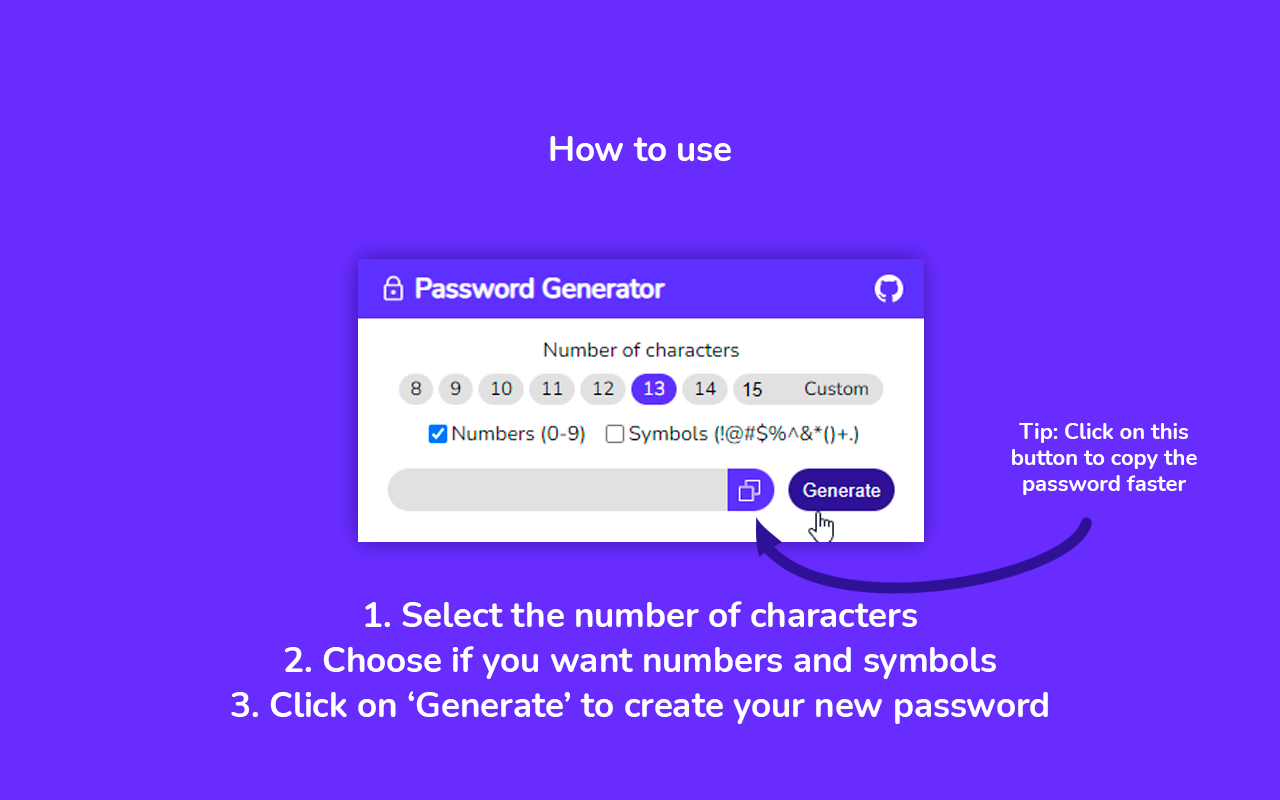 How to use
Password Generator
Number of characters
8 9 10 11 12 13 14 15 Custom
Numbers (0-9) Symbols (!@#$%^&*()+.)
Generate
Tip: Click on this
button to copy the
password faster
1. Select the number of characters
2. Choose if you want numbers and symbols
3. Click on ‘Generate’ to create your new password